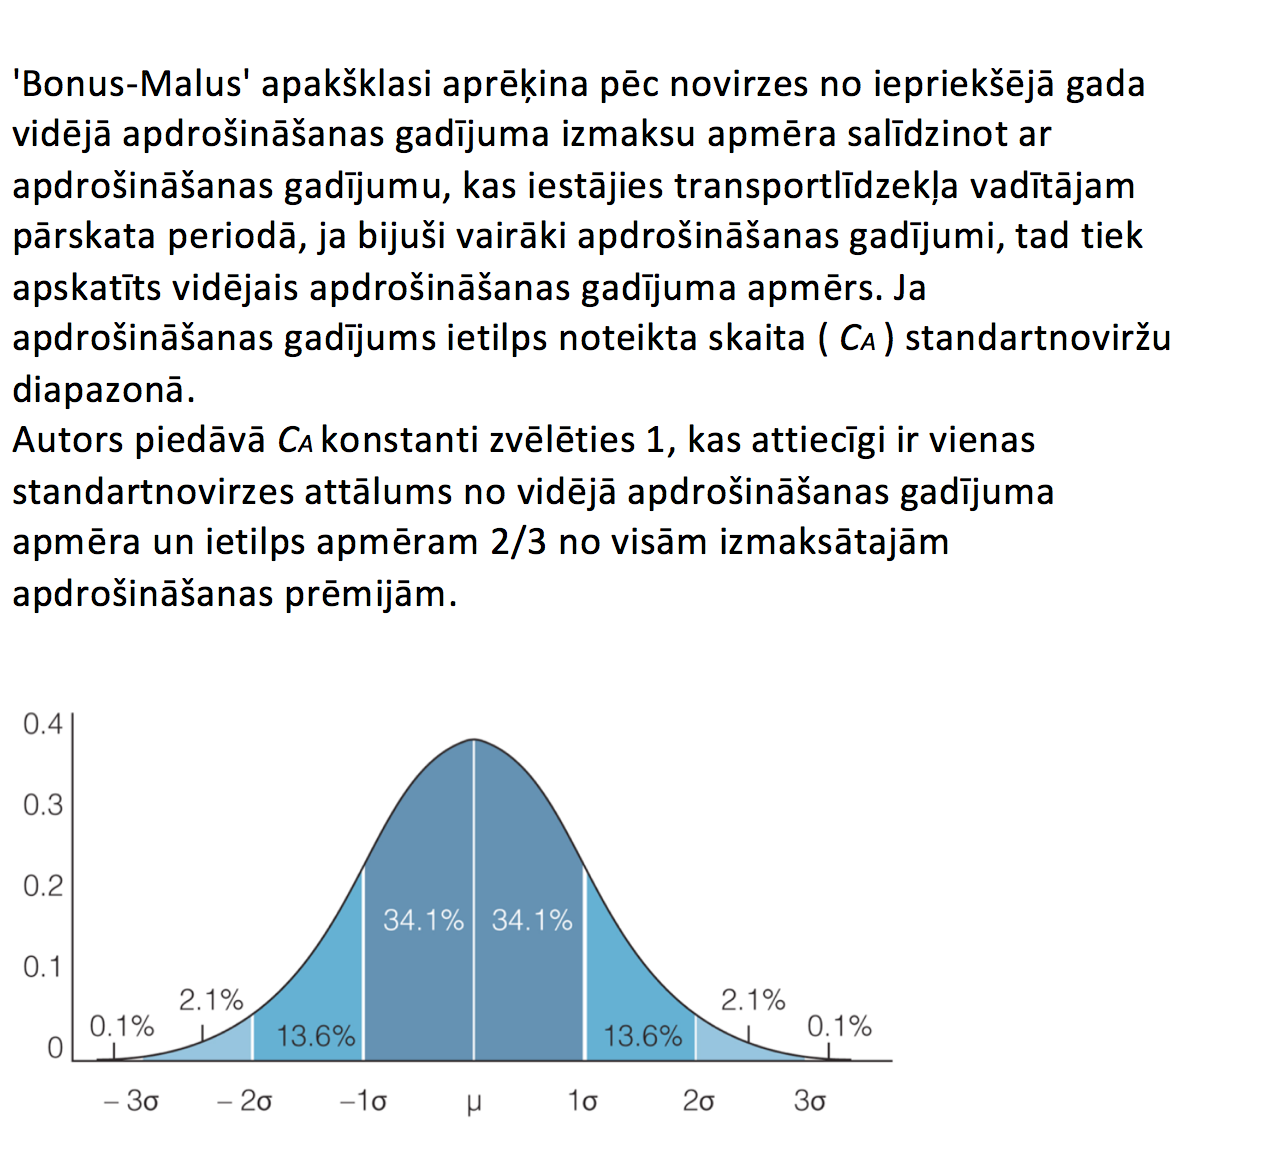 'Bonus-Malus' apakšklasi aprēķina pēc novirzes no iepriekšējā gada
vidējā apdrošināšanas gadījuma izmaksu apmēra salīdzinot ar
apdrošināšanas gadījumu, kas iestājies transportlīdzekļa vadītājam
pārskata periodā, ja bijuši vairāki apdrošināšanas gadījumi, tad tiek
apskatīts vidējais apdrošināšanas gadījuma apmērs. Ja
apdrošināšanas gadījums ietilps noteikta skaita ( CA ) standartnoviržu
diapazonā.
Autors piedāvā CA konstanti zvēlēties 1, kas attiecīgi ir vienas
standartnovirzes attālums no vidējā apdrošināšanas gadījuma
apmēra un ietilps apmēram 2/3 no visām izmaksātajām
apdrošināšanas prēmijām.
0.4
0.3
0.2
0.1
0
34.1% 34.1%
2.1% 2.1%
0.1% 0.1%
13.6% 13.6%
– 3σ – 2σ –1σ μ 1σ 2σ 3σ